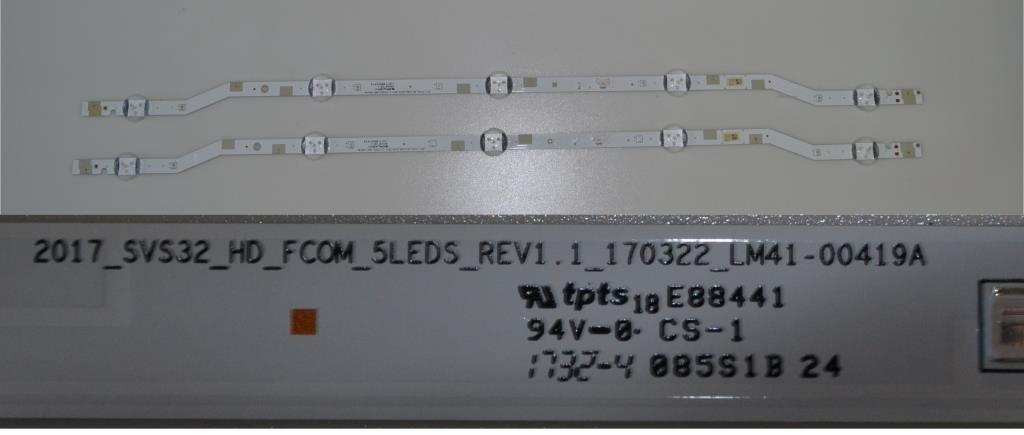 2017_SVS32_HD_FCOM_5LEDS_REV1.1_170322_LM41-00419A
tpts18 E88441
94V-0 CS-1
1732-4 085S1B 24